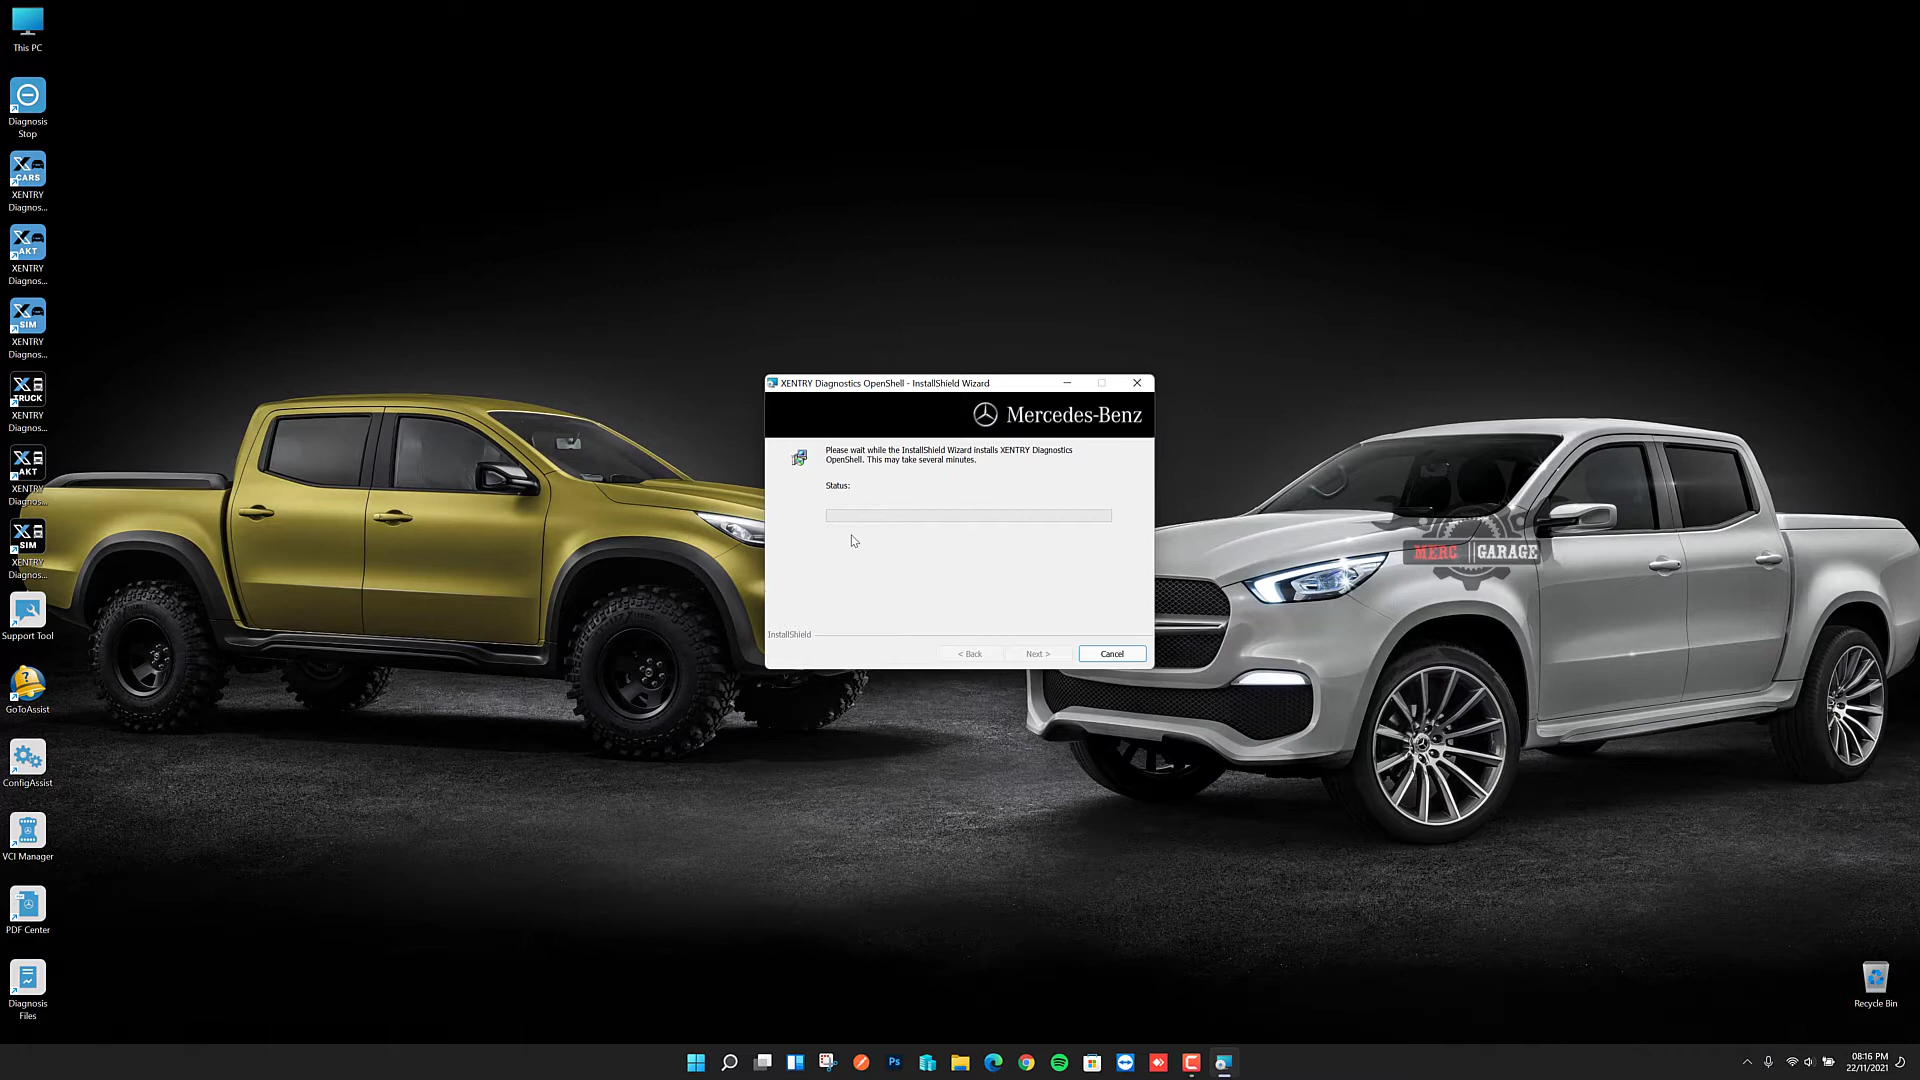 This PC
Diagnosis
Stop
X
CARS
XENTRY
Diagnos...
X
AKT
XENTRY
Diagnos...
X
SIM
XENTRY
Diagnos...
X
TRUCK
XENTRY
Diagnos...
X
AKT
XENTRY
Diagnos...
X
SIM
XENTRY
Diagnos...
Support Tool
GoToAssist
ConfigAssist
VCI Manager
PDF Center
Diagnosis
Files
XENTRY Diagnostics OpenShell - InstallShield Wizard
Mercedes-Benz
Please wait while the InstallShield Wizard installs XENTRY Diagnostics
OpenShell. This may take several minutes.
Status:
InstallShield
< Back
Next >
Cancel
MERC GARAGE
Recycle Bin
Ps
08:16 PM
22/11/2021